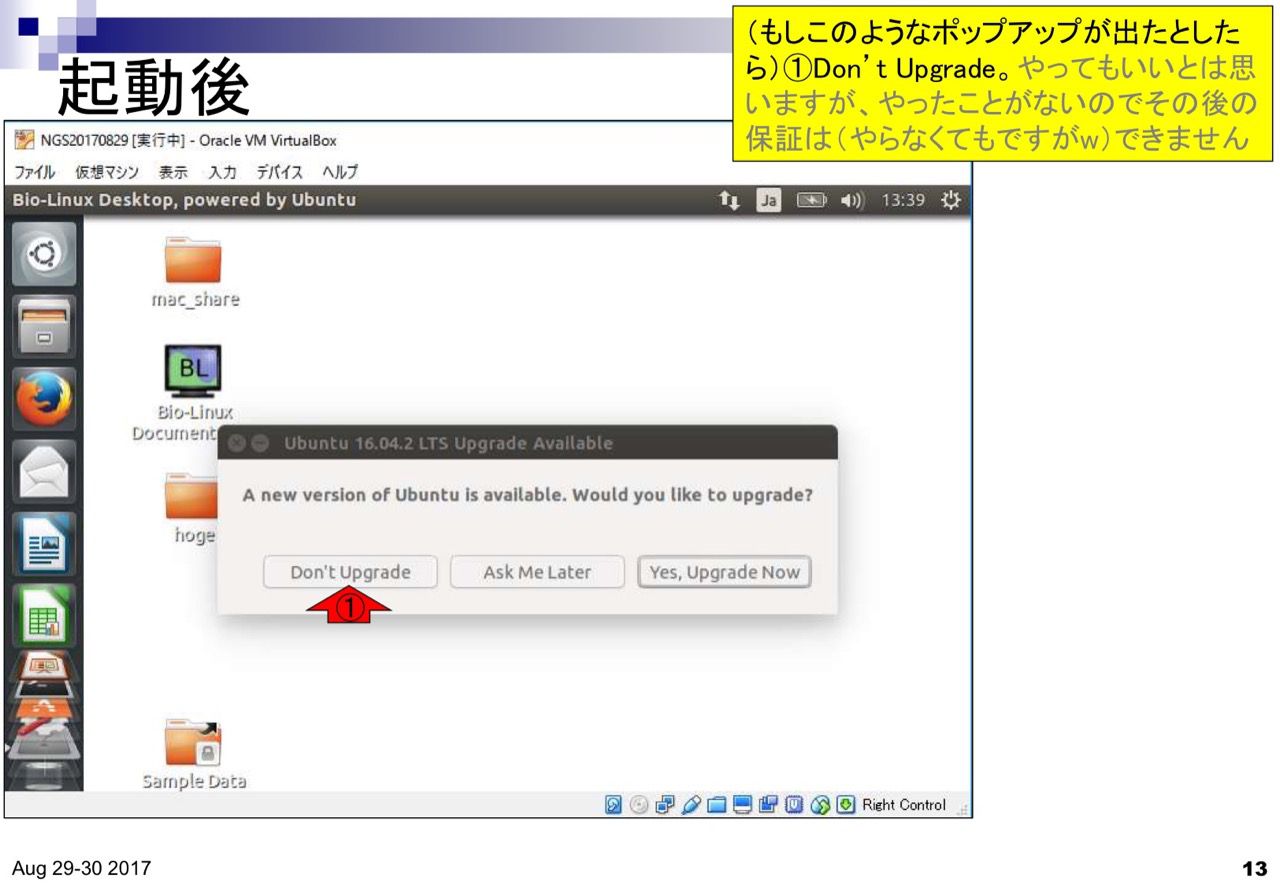 起動後
(もしこのようなポップアップが出たとした
ら)①Don't Upgrade。やってもいいとは思
いますが、やったことがないのでその後の
保証は(やらなくてもですがw)できません
NGS20170829 [実行中] - Oracle VM VirtualBox
ファイル 仮想マシン 表示 入力 デバイス ヘルプ
Bio-Linux Desktop, powered by Ubuntu Ja 13:39
mac_share
BL
Bio-Linux
Document
Ubuntu 16.04.2 LTS Upgrade Available
A new version of Ubuntu is available. Would you like to upgrade?
hoge
Don't Upgrade Ask Me Later Yes, Upgrade Now
①
Sample Data
Right Control
Aug 29-30 2017
13